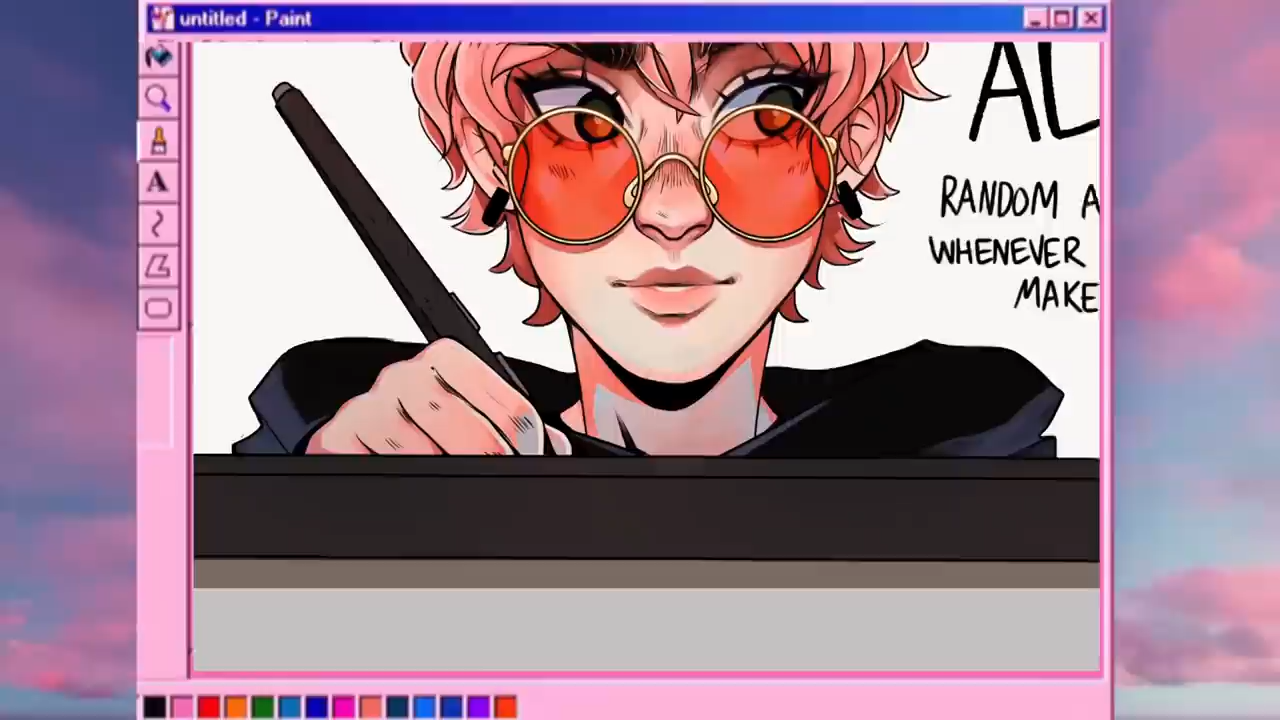 untitled - Paint
A
AL
RANDOM A
WHENEVER
MAKE